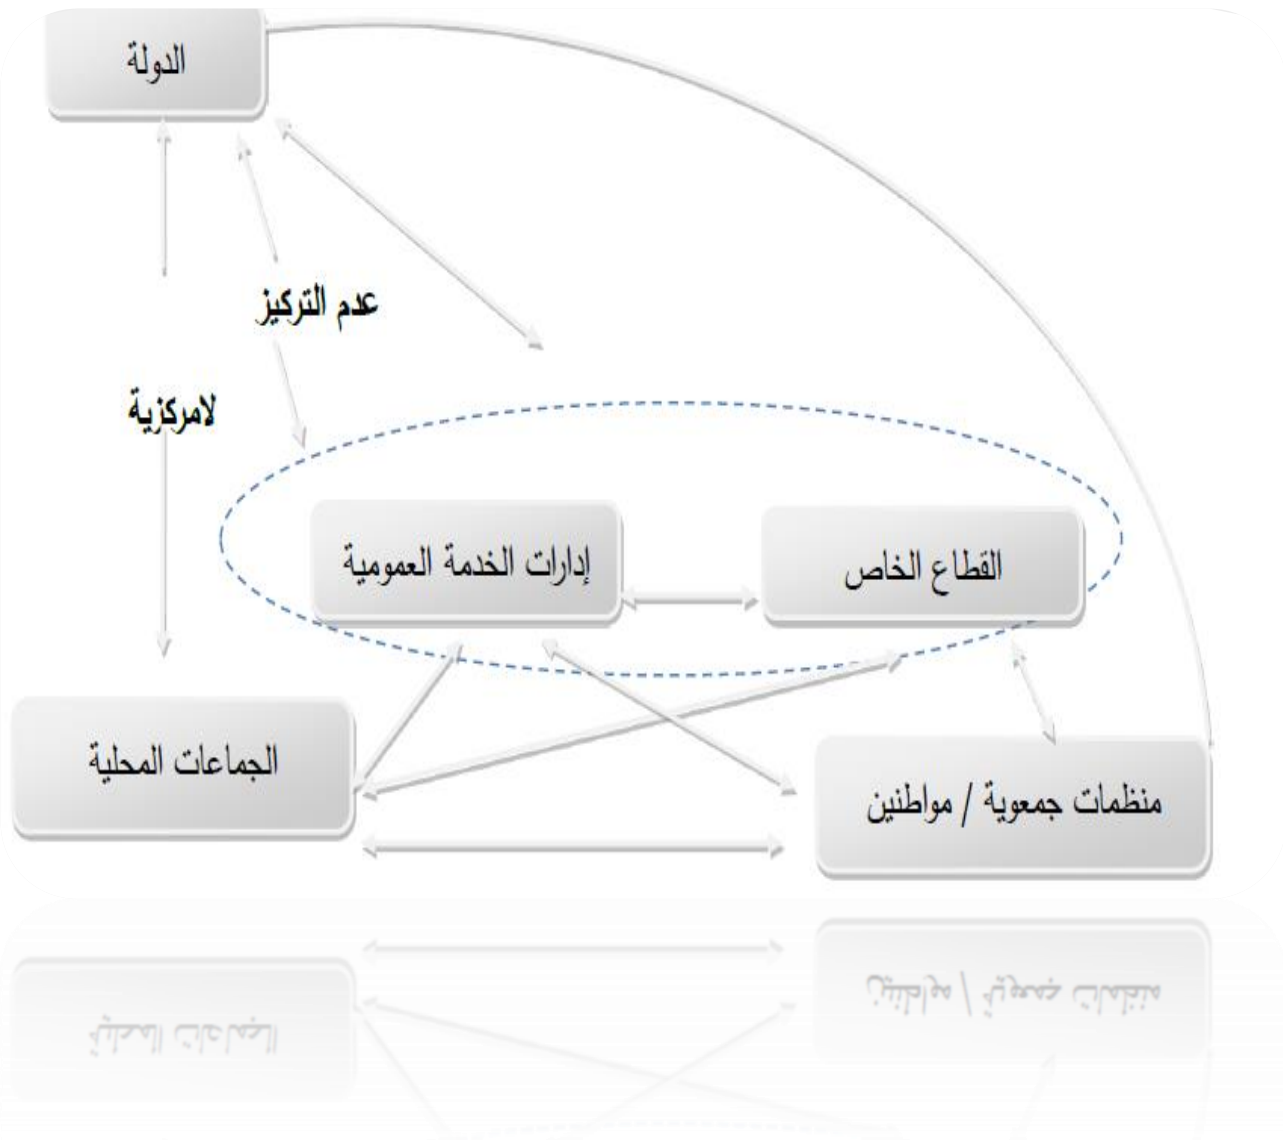 الدولة
عدم التركيز
لامركزية
إدارات الخدمة العمومية
القطاع الخاص
الجماعات المحلية
منظمات جمعوية / مواطنين